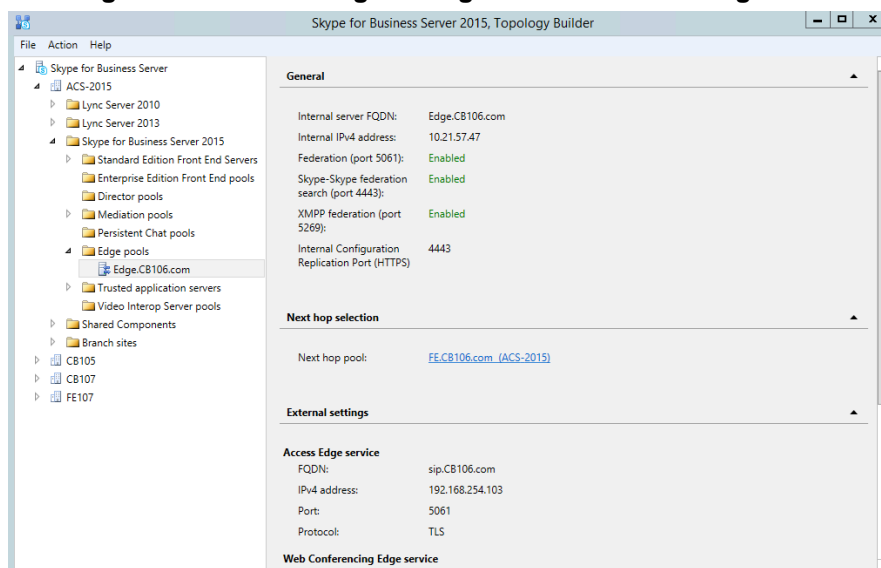 Skype for Business Server 2015, Topology Builder
File Action Help
Skype for Business Server
ACS-2015
Lync Server 2010
Lync Server 2013
Skype for Business Server 2015
Standard Edition Front End Servers
Enterprise Edition Front End pools
Director pools
Mediation pools
Persistent Chat pools
Edge pools
Edge.CB106.com
Trusted application servers
Video Interop Server pools
Shared Components
Branch sites
CB105
CB107
FE107
General
Internal server FQDN: Edge.CB106.com
Internal IPv4 address: 10.21.57.47
Federation (port 5061): Enabled
Skype-Skype federation Enabled
search (port 4443):
XMPP federation (port Enabled
5269):
Internal Configuration 4443
Replication Port (HTTPS)
Next hop selection
Next hop pool: FE.CB106.com (ACS-2015)
External settings
Access Edge service
FQDN: sip.CB106.com
IPv4 address: 192.168.254.103
Port: 5061
Protocol: TLS
Web Conferencing Edge service